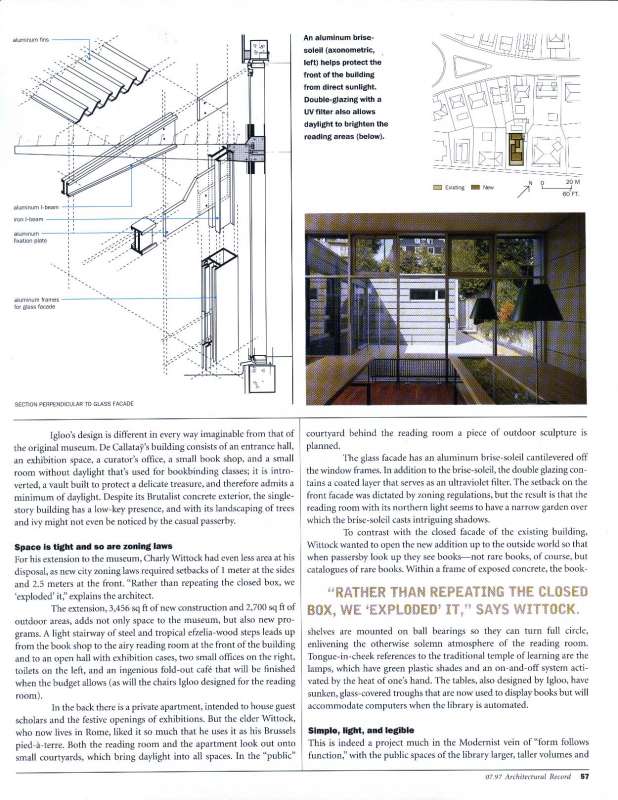 aluminum fins
aluminum I-beam
iron I-beam
aluminum
fixation plate
aluminum frames
for glass facade
SECTION PERPENDICULAR TO GLASS FACADE
An aluminum brise-
soleil (axonometric,
left) helps protect the
front of the building
from direct sunlight.
Double-glazing with a
UV filter also allows
daylight to brighten the
reading areas (below).
Existing
New
N
0
20 M
60 FT.
Igloo's design is different in every way imaginable from that of
the original museum. De Callataÿ's building consists of an entrance hall,
an exhibition space, a curator's office, a small book shop, and a small
room without daylight that's used for bookbinding classes; it is intro-
verted, a vault built to protect a delicate treasure, and therefore admits a
minimum of daylight. Despite its Brutalist concrete exterior, the single-
story building has a low-key presence, and with its landscaping of trees
and ivy might not even be noticed by the casual passerby.
Space is tight and so are zoning laws
For his extension to the museum, Charly Wittock had even less area at his
disposal, as new city zoning laws required setbacks of 1 meter at the sides
and 2.5 meters at the front. "Rather than repeating the closed box, we
'exploded' it," explains the architect.
The extension, 3,456 sq ft of new construction and 2,700 sq ft of
outdoor areas, adds not only space to the museum, but also new pro-
grams. A light stairway of steel and tropical efzelia-wood steps leads up
from the book shop to the airy reading room at the front of the building
and to an open hall with exhibition cases, two small offices on the right,
toilets on the left, and an ingenious fold-out café that will be finished
when the budget allows (as will the chairs Igloo designed for the reading
room).
In the back there is a private apartment, intended to house guest
scholars and the festive openings of exhibitions. But the elder Wittock,
who now lives in Rome, liked it so much that he uses it as his Brussels
pied-à-terre. Both the reading room and the apartment look out onto
small courtyards, which bring daylight into all spaces. In the "public"
courtyard behind the reading room a piece of outdoor sculpture is
planned.
The glass facade has an aluminum brise-soleil cantilevered off
the window frames. In addition to the brise-soleil, the double glazing con-
tains a coated layer that serves as an ultraviolet filter. The setback on the
front facade was dictated by zoning regulations, but the result is that the
reading room with its northern light seems to have a narrow garden over
which the brise-soleil casts intriguing shadows.
To contrast with the closed facade of the existing building,
Wittock wanted to open the new addition up to the outside world so that
when passersby look up they see books—not rare books, of course, but
catalogues of rare books. Within a frame of exposed concrete, the book-
"RATHER THAN REPEATING THE CLOSED
BOX, WE 'EXPLODED' IT," SAYS WITTOCK.
shelves are mounted on ball bearings so they can turn full circle,
enlivening the otherwise solemn atmosphere of the reading room.
Tongue-in-cheek references to the traditional temple of learning are the
lamps, which have green plastic shades and an on-and-off system acti-
vated by the heat of one's hand. The tables, also designed by Igloo, have
sunken, glass-covered troughs that are now used to display books but will
accommodate computers when the library is automated.
Simple, light, and legible
This is indeed a project much in the Modernist vein of "form follows
function," with the public spaces of the library larger, taller volumes and
07.97 Architectural Record 57